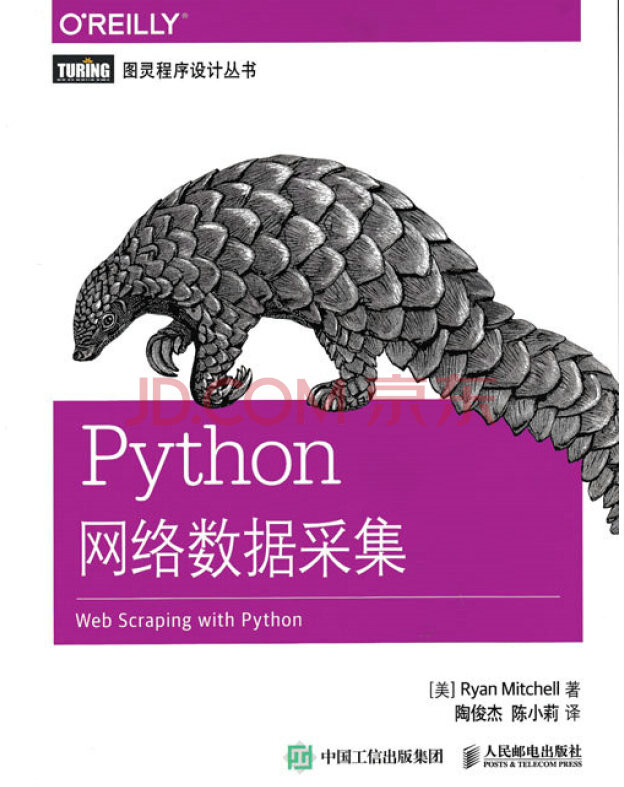 O'REILLY®
TURING 图灵程序设计丛书
JD.COM 京东
Python
网络数据采集
Web Scraping with Python
[美] Ryan Mitchell 著
陶俊杰 陈小莉 译
中国工信出版集团 人民邮电出版社
POSTS & TELECOM PRESS